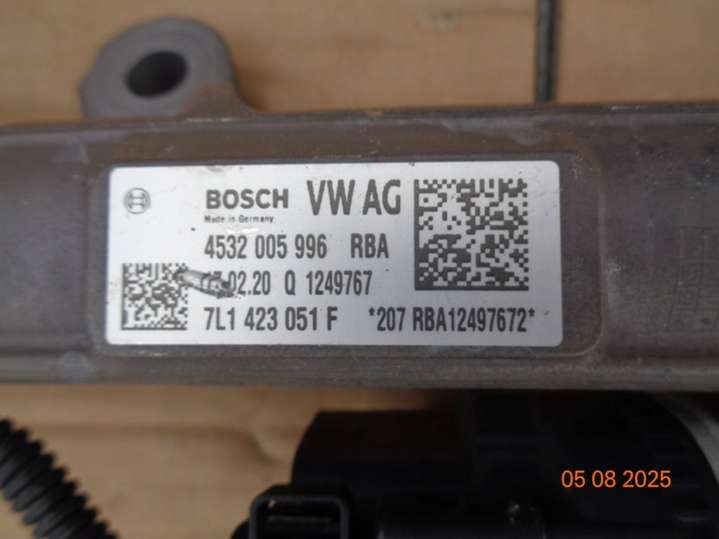 BOSCH VW AG
Made in Germany
4532 005 996 RBA
.02.20 Q 1249767
7L1 423 051 F *207 RBA12497672*
05 08 2025